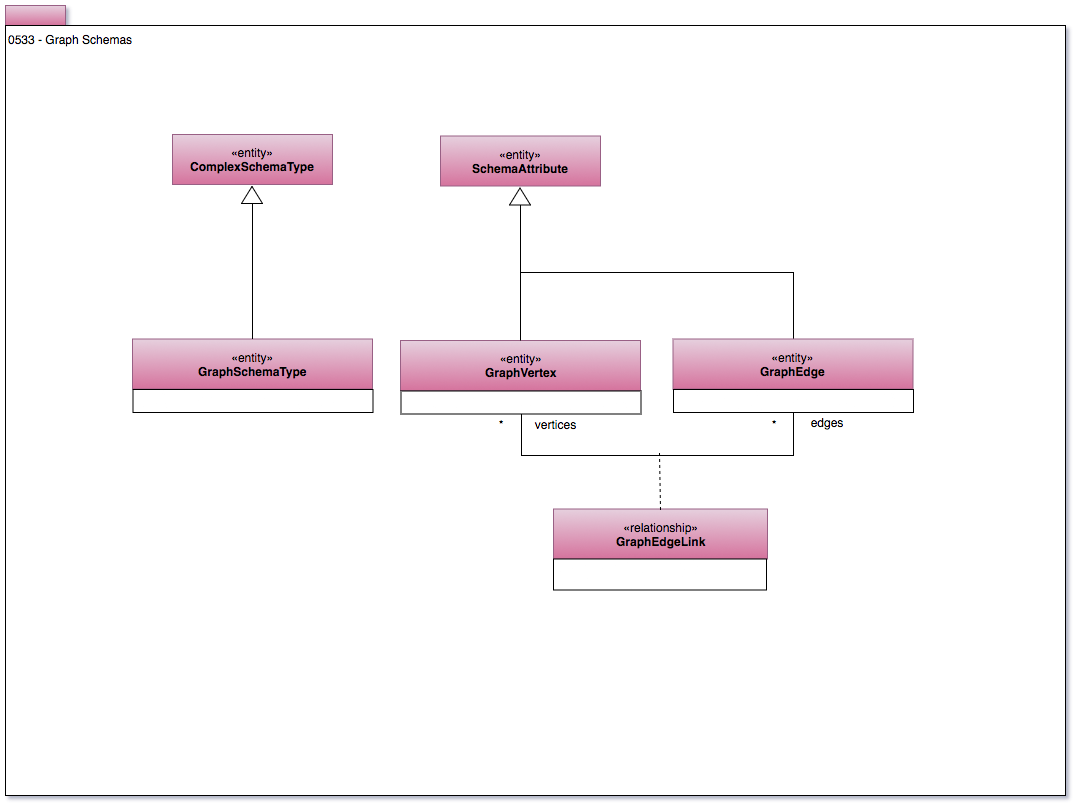 0533 - Graph Schemas
«entity»
ComplexSchemaType
«entity»
SchemaAttribute
«entity»
GraphSchemaType
«entity»
GraphVertex
«entity»
GraphEdge
* vertices
* edges
«relationship»
GraphEdgeLink